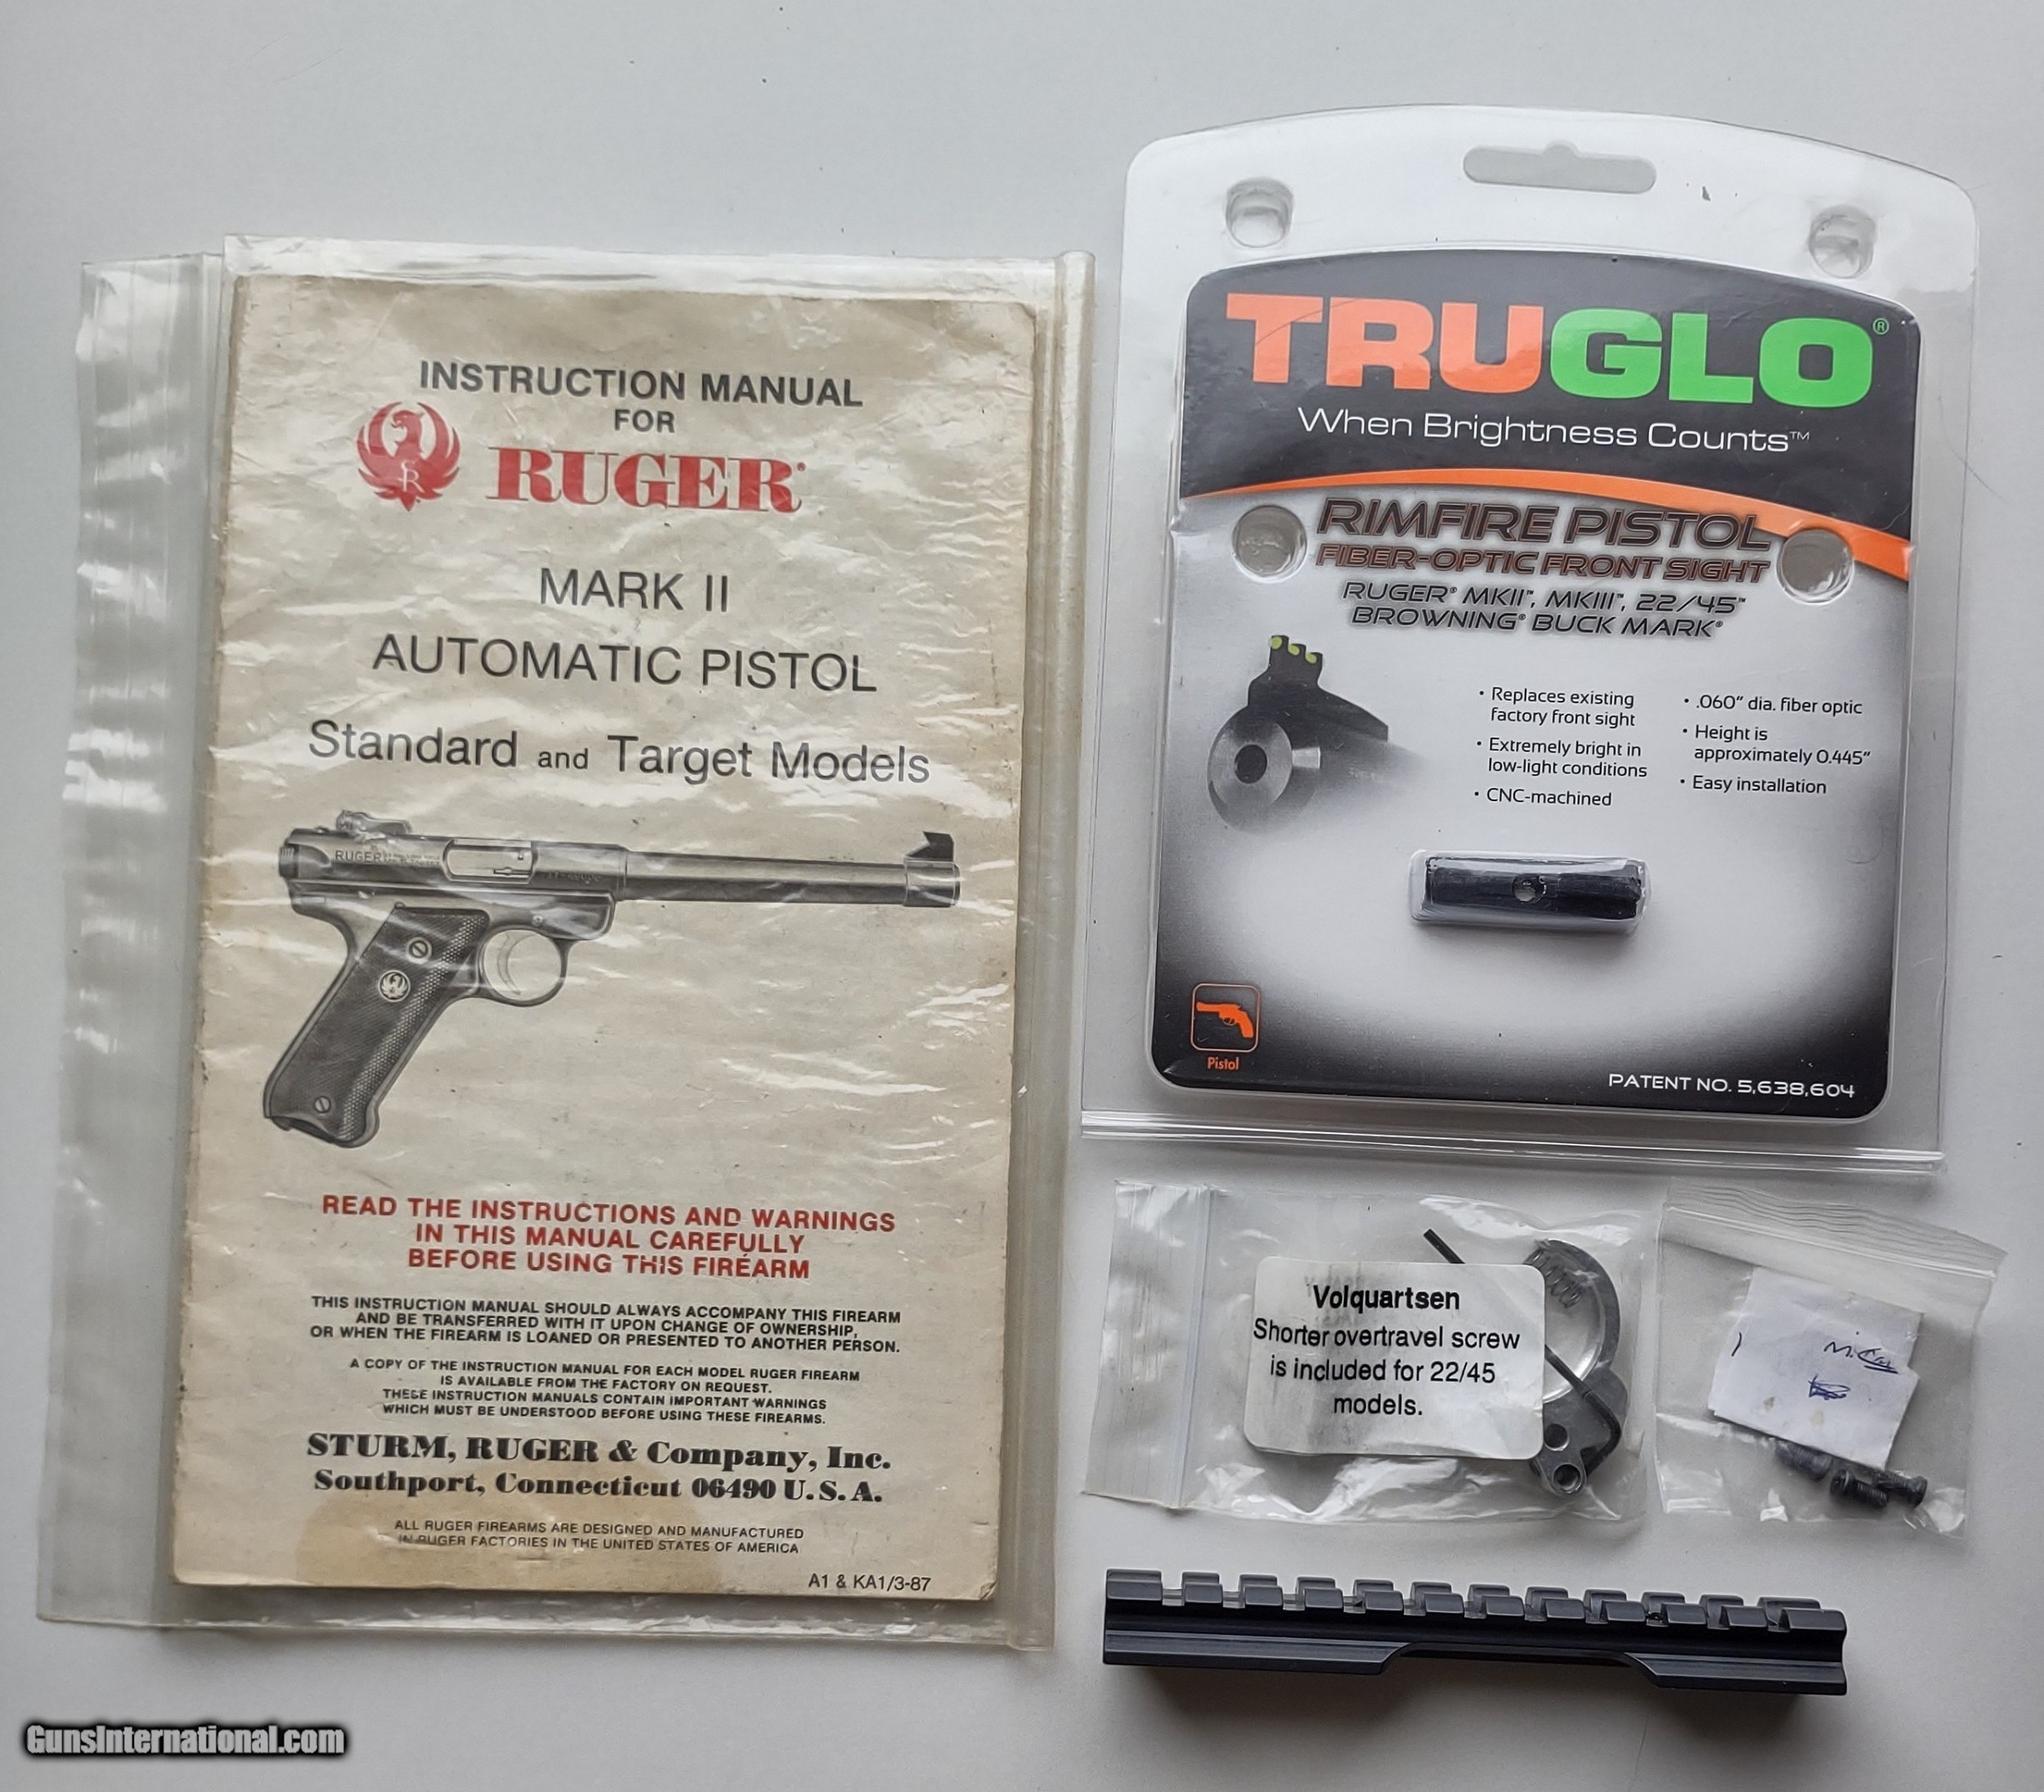 INSTRUCTION MANUAL
FOR
RUGER®
MARK II
AUTOMATIC PISTOL
Standard and Target Models
RUGER
READ THE INSTRUCTIONS AND WARNINGS
IN THIS MANUAL CAREFULLY
BEFORE USING THIS FIREARM
THIS INSTRUCTION MANUAL SHOULD ALWAYS ACCOMPANY THIS FIREARM
AND BE TRANSFERRED WITH IT UPON CHANGE OF OWNERSHIP,
OR WHEN THE FIREARM IS LOANED OR PRESENTED TO ANOTHER PERSON.
A COPY OF THE INSTRUCTION MANUAL FOR EACH MODEL RUGER FIREARM
IS AVAILABLE FROM THE FACTORY ON REQUEST.
THESE INSTRUCTION MANUALS CONTAIN IMPORTANT WARNINGS
WHICH MUST BE UNDERSTOOD BEFORE USING THESE FIREARMS.
STURM, RUGER & Company, Inc.
Southport, Connecticut 06490 U.S.A.
ALL RUGER FIREARMS ARE DESIGNED AND MANUFACTURED
IN RUGER FACTORIES IN THE UNITED STATES OF AMERICA
A1 & KA1/3-87
TRUGLO®
When Brightness Counts™
RIMFIRE PISTOL
FIBER-OPTIC FRONT SIGHT
RUGER® MKII™, MKIII™, 22/45™
BROWNING® BUCK MARK®
• Replaces existing
factory front sight
• Extremely bright in
low-light conditions
• CNC-machined
• .060" dia. fiber optic
• Height is
approximately 0.445"
• Easy installation
Pistol
PATENT NO. 5,638,604
Volquartsen
Shorter overtravel screw
is included for 22/45
models.
GunsInternational.com